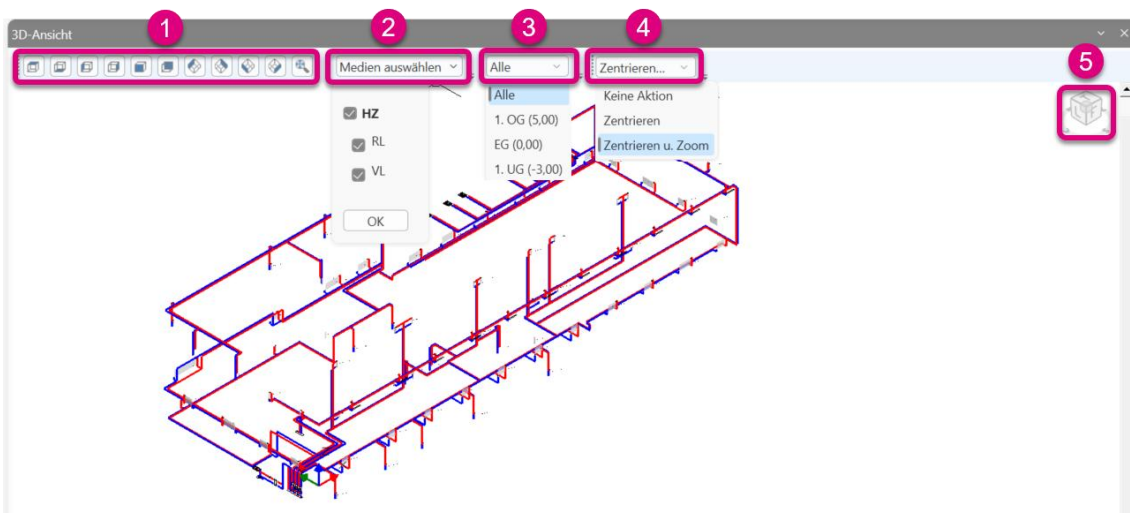 3D-Ansicht
1
2
3
4
5
Medien auswählen
Alle
Zentrieren...
HZ
RL
VL
OK
Alle
1. OG (5,00)
EG (0,00)
1. UG (-3,00)
Keine Aktion
Zentrieren
Zentrieren u. Zoom
L F